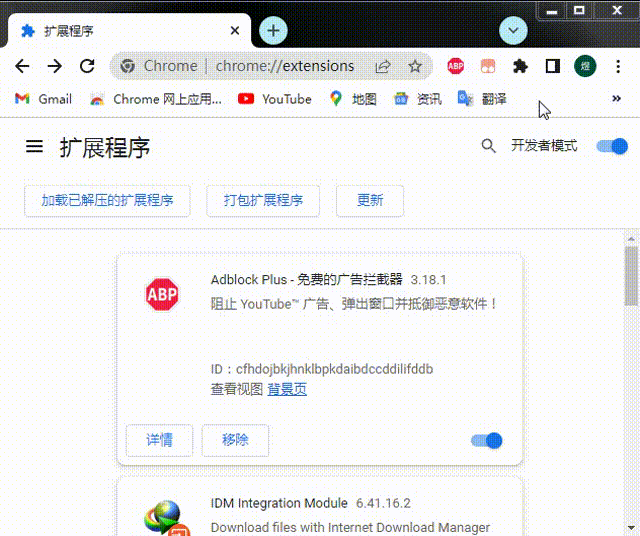 扩展程序
Chrome | chrome://extensions
ABP
煜
Gmail
Chrome 网上应用...
YouTube
地图
资讯
翻译
»
扩展程序
开发者模式
加载已解压的扩展程序
打包扩展程序
更新
ABP
Adblock Plus - 免费的广告拦截器 3.18.1
阻止 YouTube™ 广告、弹出窗口并抵御恶意软件！
ID：cfhdojbkjhnklbpkdaibdccddilifddb
查看视图 背景页
详情
移除
IDM Integration Module 6.41.16.2
Download files with Internet Download Manager